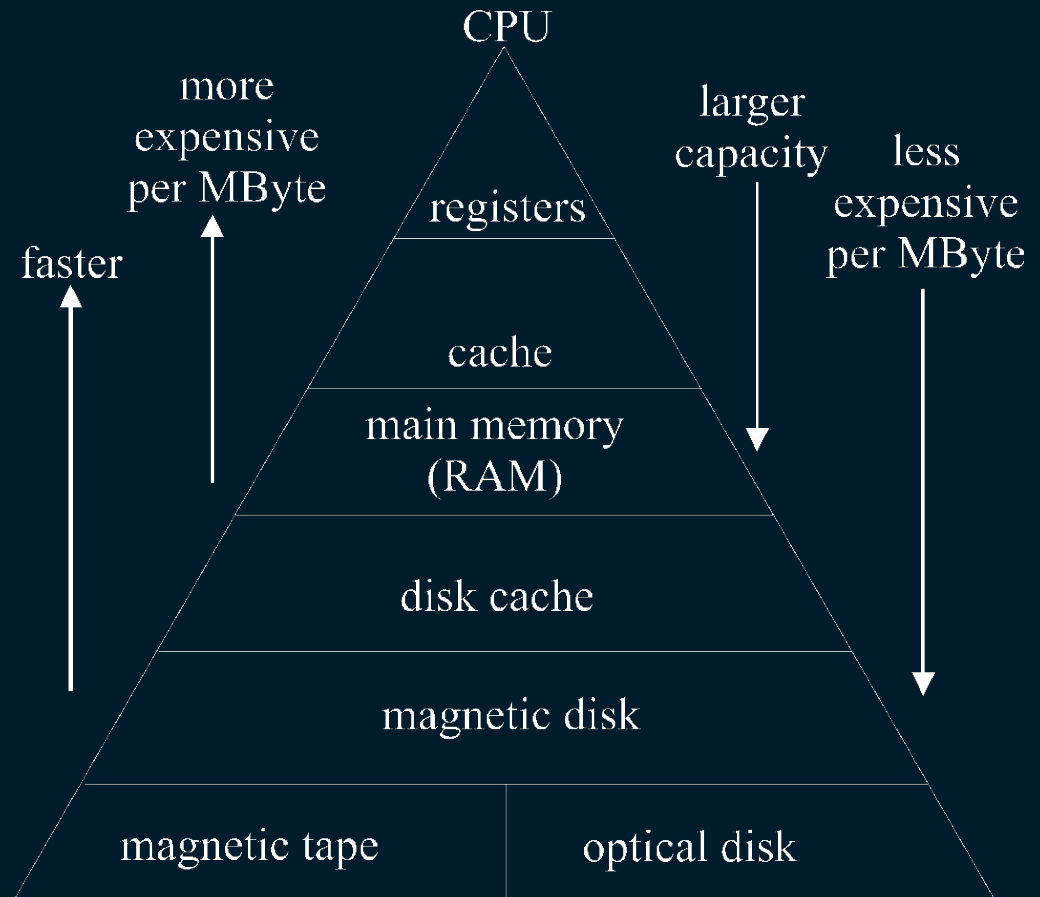 CPU
more
expensive
per MByte
faster
larger
capacity
less
expensive
per MByte
registers
cache
main memory
(RAM)
disk cache
magnetic disk
magnetic tape
optical disk